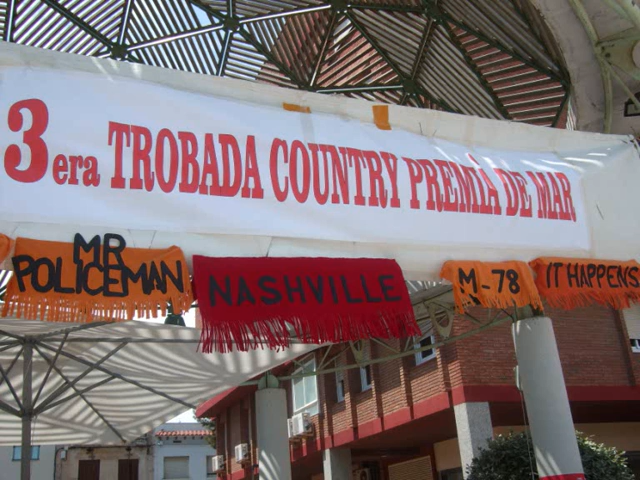 3era TROBADA COUNTRY PREMIÀ DE MAR
MR
POLICEMAN
NASHVILLE
M-78
IT HAPPENS